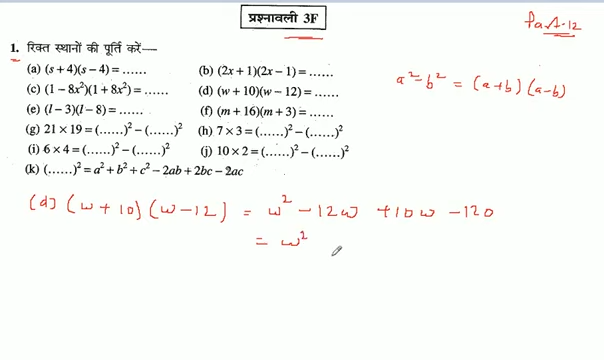 प्रश्नावली 3F
Part-12
1. रिक्त स्थानों की पूर्ति करें—
(a) (s + 4)(s − 4) = ...... (b) (2x + 1)(2x − 1) = ......
(c) (1 − 8x²)(1 + 8x²) = ...... (d) (w + 10)(w − 12) = ......
a² − b² = (a+b) (a-b)
(e) (l − 3)(l − 8) = ...... (f) (m + 16)(m + 3) = ......
(g) 21 × 19 = (......)² − (......)² (h) 7 × 3 = (......)² − (......)²
(i) 6 × 4 = (......)² − (......)² (j) 10 × 2 = (......)² − (......)²
(k) (......)² = a² + b² + c² − 2ab + 2bc − 2ac
(d) (w + 10) (w − 12) = w² − 12w + 10w − 120
= w²